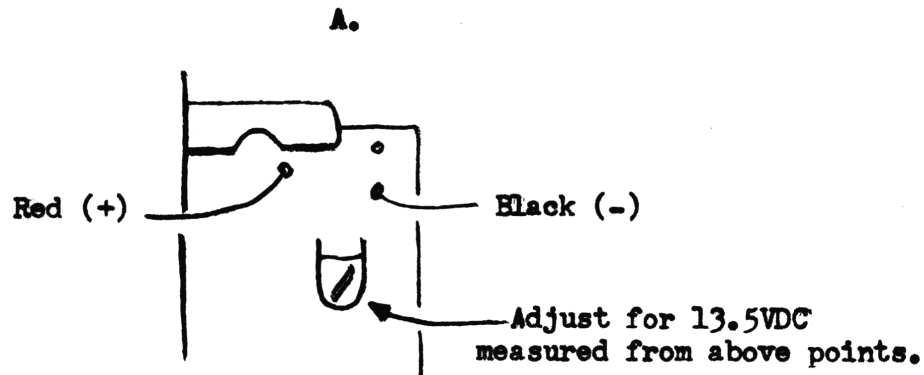 A.
Red (+)
Black (-)
Adjust for 13.5VDC
measured from above points.